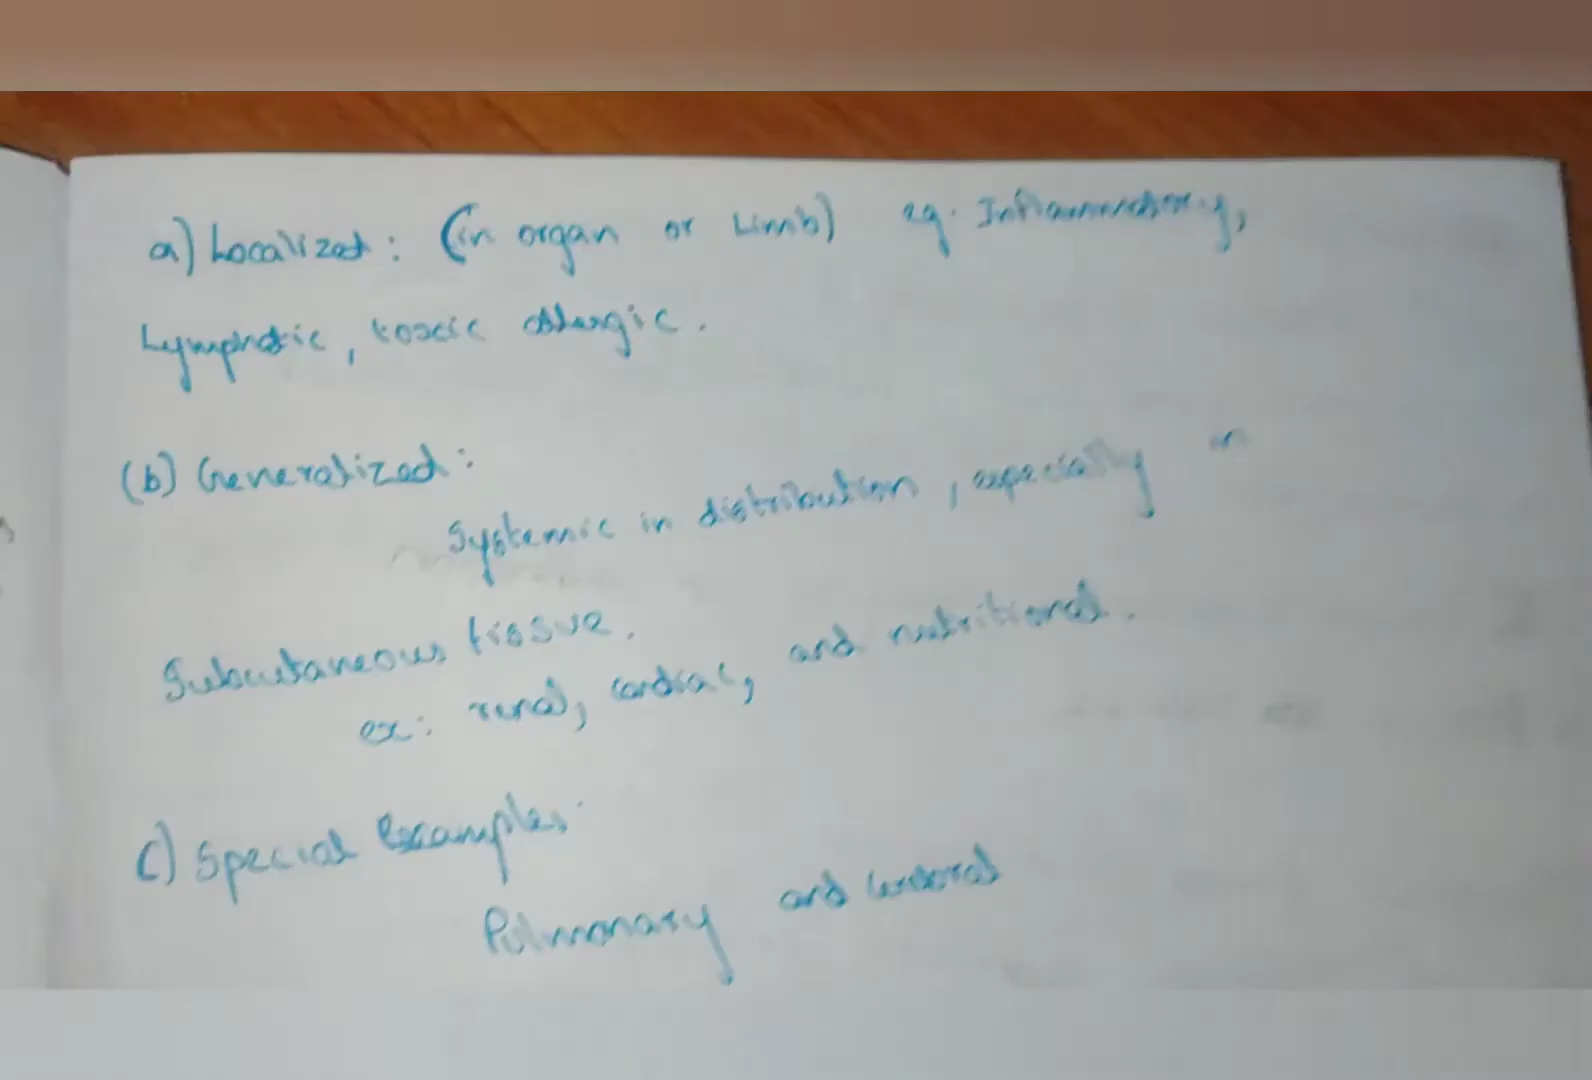 a) Localized: (in organ or Limb) eg. Inflammatory,
Lymphatic, toxic allergic.
(b) Generalized:
Systemic in distribution, especially in
Subcutaneous tissue.
ex: renal, cardiac, and nutritional.
C) Special Examples:
Pulmonary and cerebral